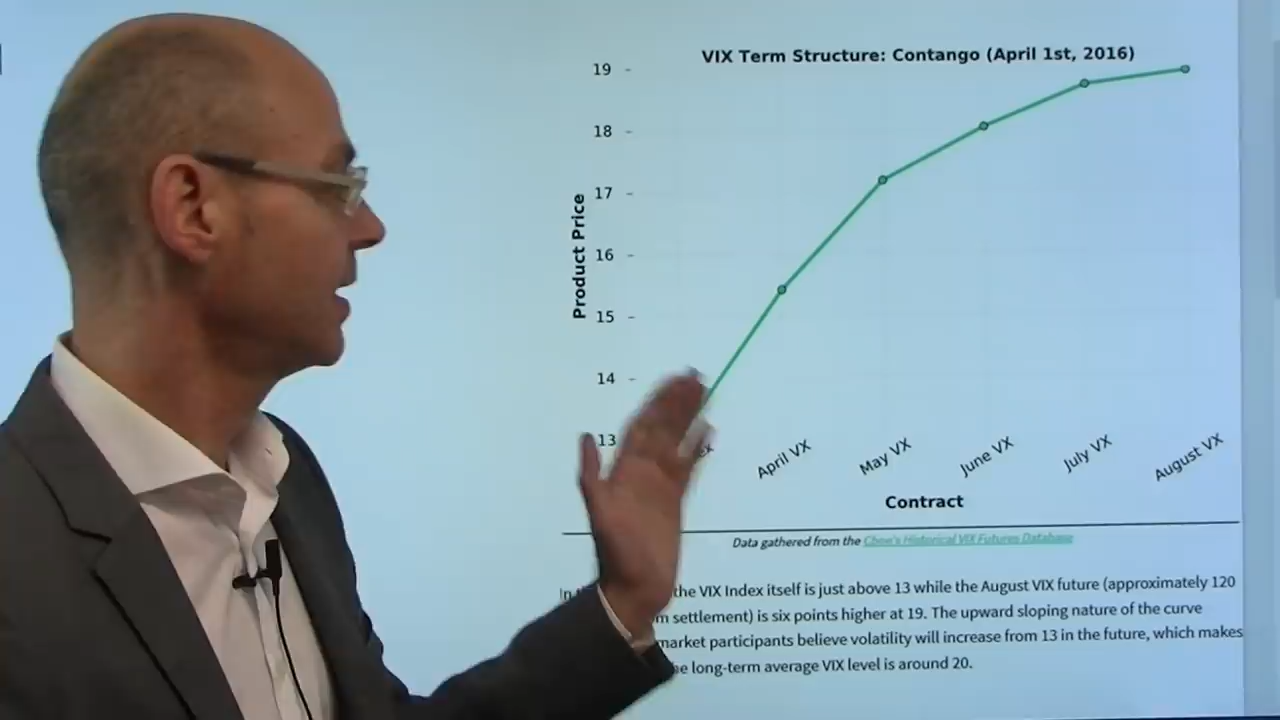 VIX Term Structure: Contango (April 1st, 2016)
19
18
17
16
15
14
13
Product Price
April VX
May VX
June VX
July VX
August VX
Contract
Data gathered from the Cboe's Historical VIX Futures Database
the VIX Index itself is just above 13 while the August VIX future (approximately 120
settlement) is six points higher at 19. The upward sloping nature of the curve
market participants believe volatility will increase from 13 in the future, which makes
long-term average VIX level is around 20.